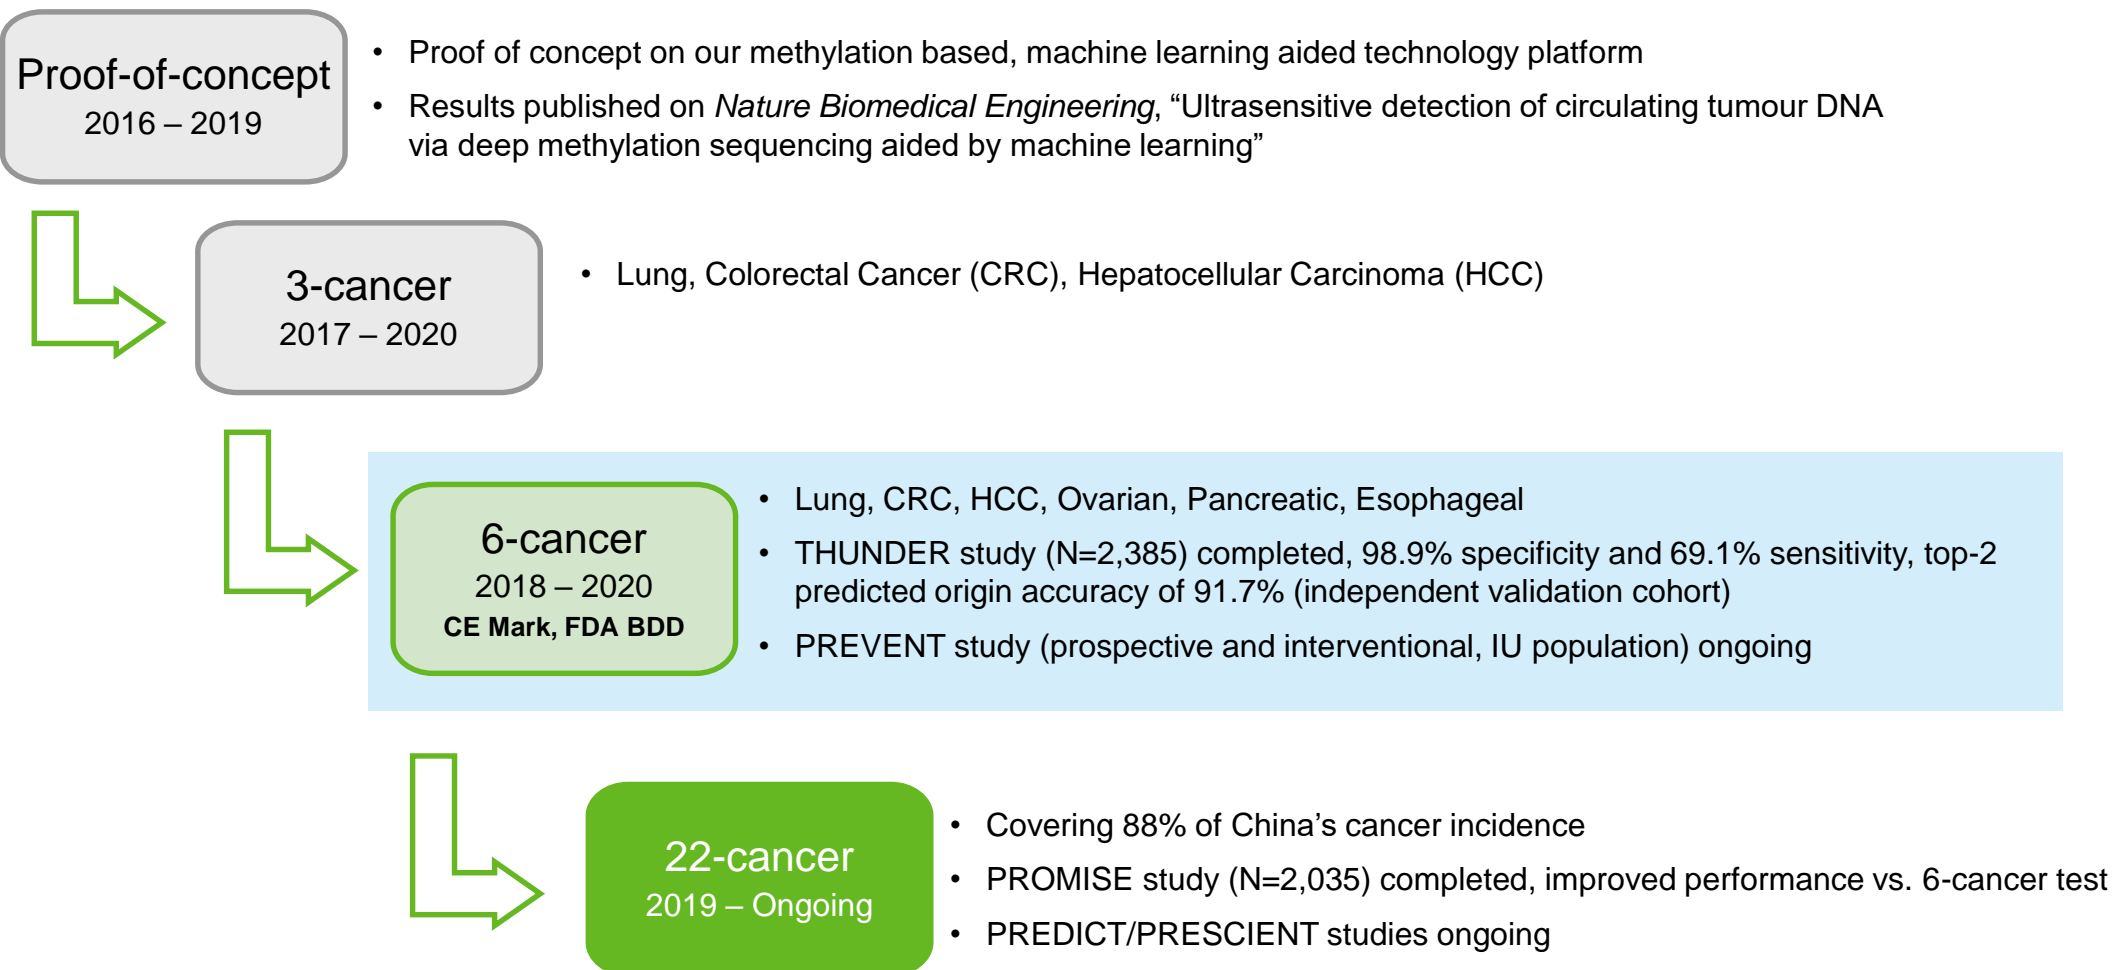 Proof-of-concept
2016 – 2019
• Proof of concept on our methylation based, machine learning aided technology platform
• Results published on Nature Biomedical Engineering, “Ultrasensitive detection of circulating tumour DNA
via deep methylation sequencing aided by machine learning”
3-cancer
2017 – 2020
• Lung, Colorectal Cancer (CRC), Hepatocellular Carcinoma (HCC)
6-cancer
2018 – 2020
CE Mark, FDA BDD
• Lung, CRC, HCC, Ovarian, Pancreatic, Esophageal
• THUNDER study (N=2,385) completed, 98.9% specificity and 69.1% sensitivity, top-2
predicted origin accuracy of 91.7% (independent validation cohort)
• PREVENT study (prospective and interventional, IU population) ongoing
22-cancer
2019 – Ongoing
• Covering 88% of China’s cancer incidence
• PROMISE study (N=2,035) completed, improved performance vs. 6-cancer test
• PREDICT/PRESCIENT studies ongoing